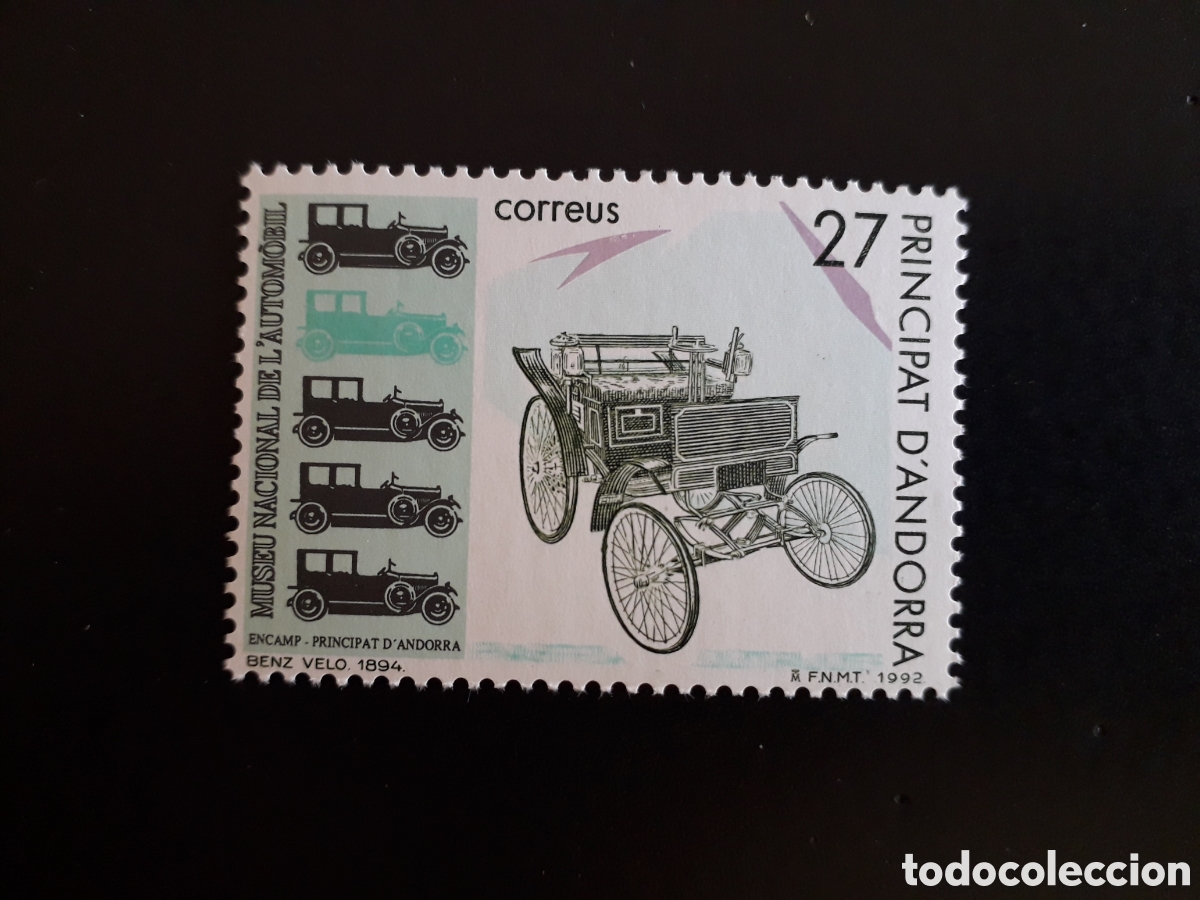 correus
27
PRINCIPAT D'ANDORRA
MUSEU NACIONAL DE L'AUTOMÒBIL
ENCAMP - PRINCIPAT D'ANDORRA
BENZ VELO. 1894.
F.N.M.T. 1992
todocoleccion